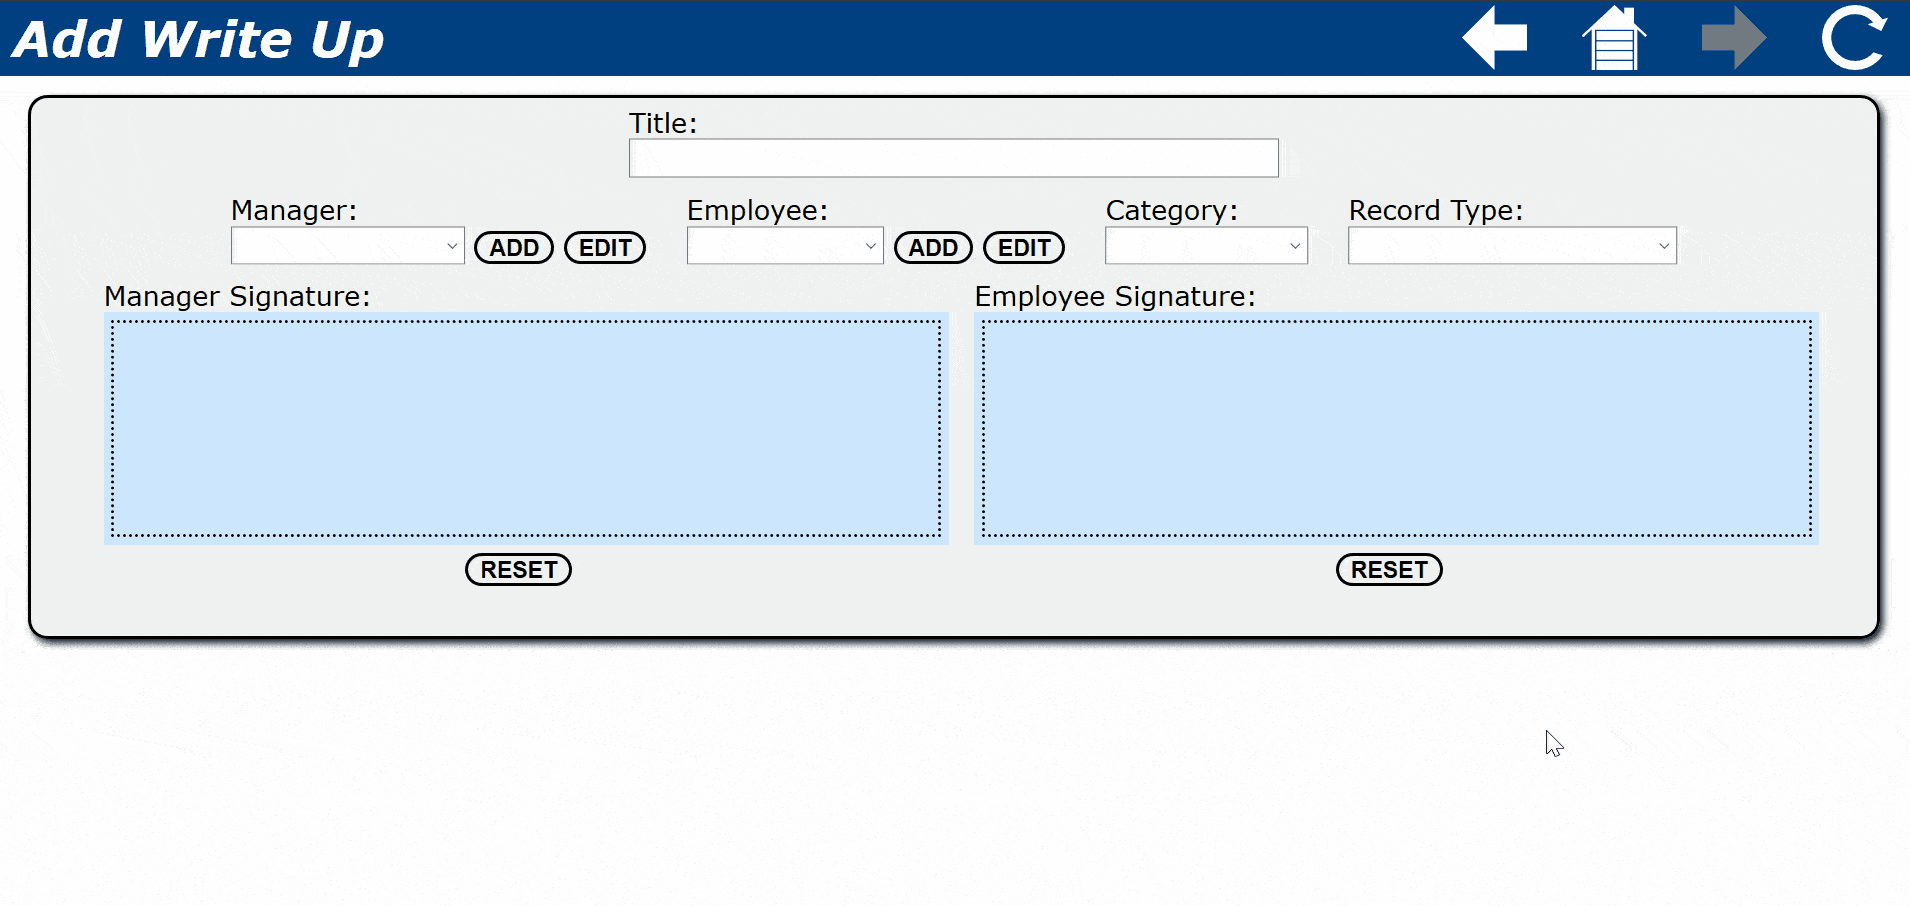 Add Write Up
Title:
Manager: Employee: Category: Record Type:
ADD EDIT ADD EDIT
Manager Signature: Employee Signature:
RESET RESET